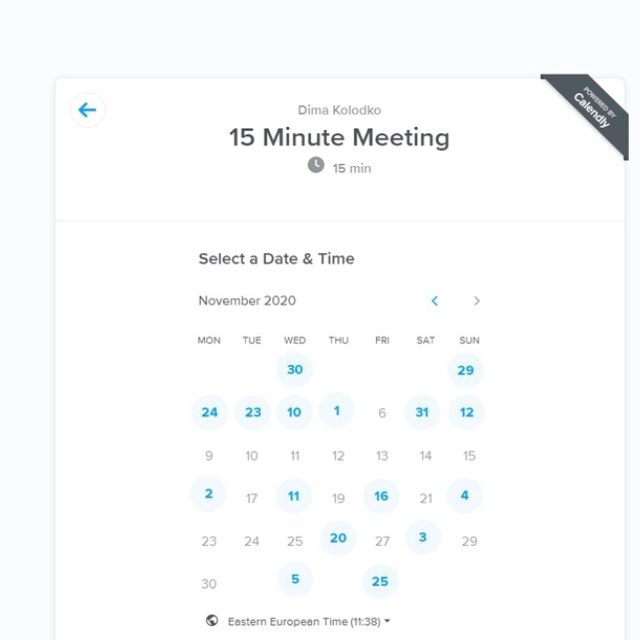 POWERED BY
Calendly
Dima Kolodko
15 Minute Meeting
15 min
Select a Date & Time
November 2020
MON TUE WED THU FRI SAT SUN
30 29
24 23 10 1 6 31 12
9 10 11 12 13 14 15
2 17 11 19 16 21 4
23 24 25 20 27 3 29
30 5 25
Eastern European Time (11:38)